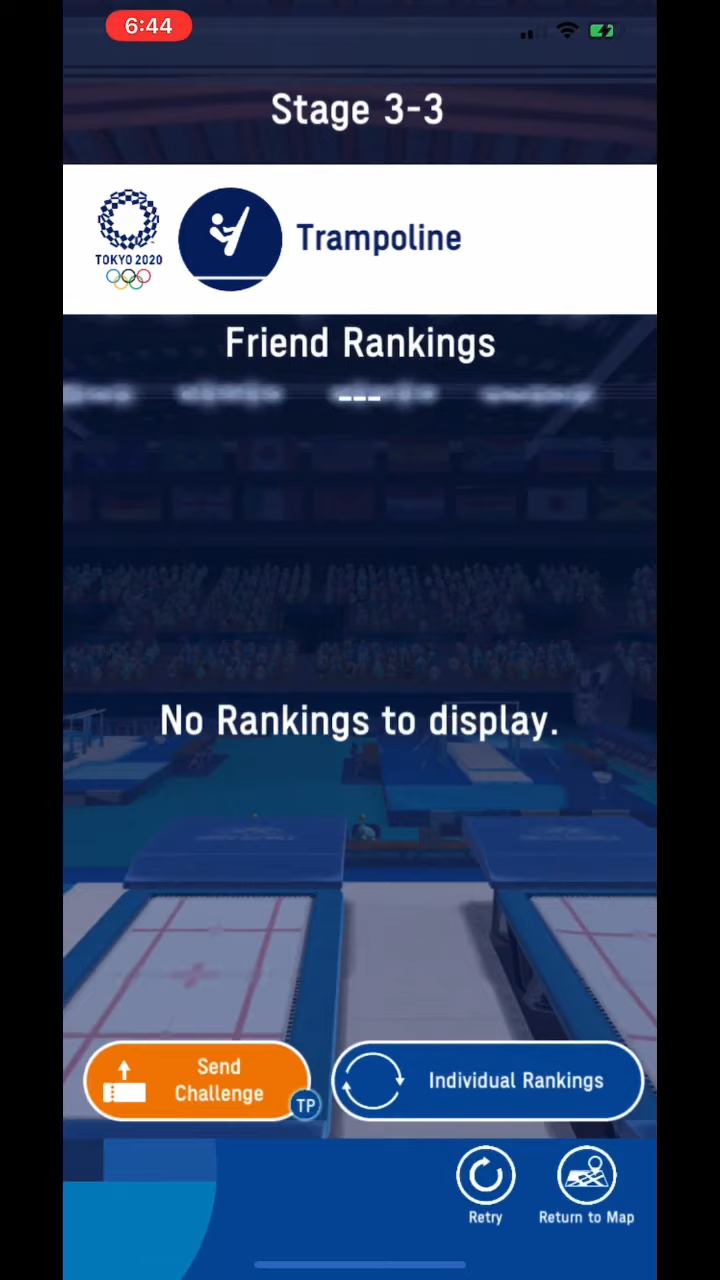 6:44
Stage 3-3
TOKYO 2020
Trampoline
Friend Rankings
---
No Rankings to display.
Send
Challenge
TP
Individual Rankings
Retry
Return to Map